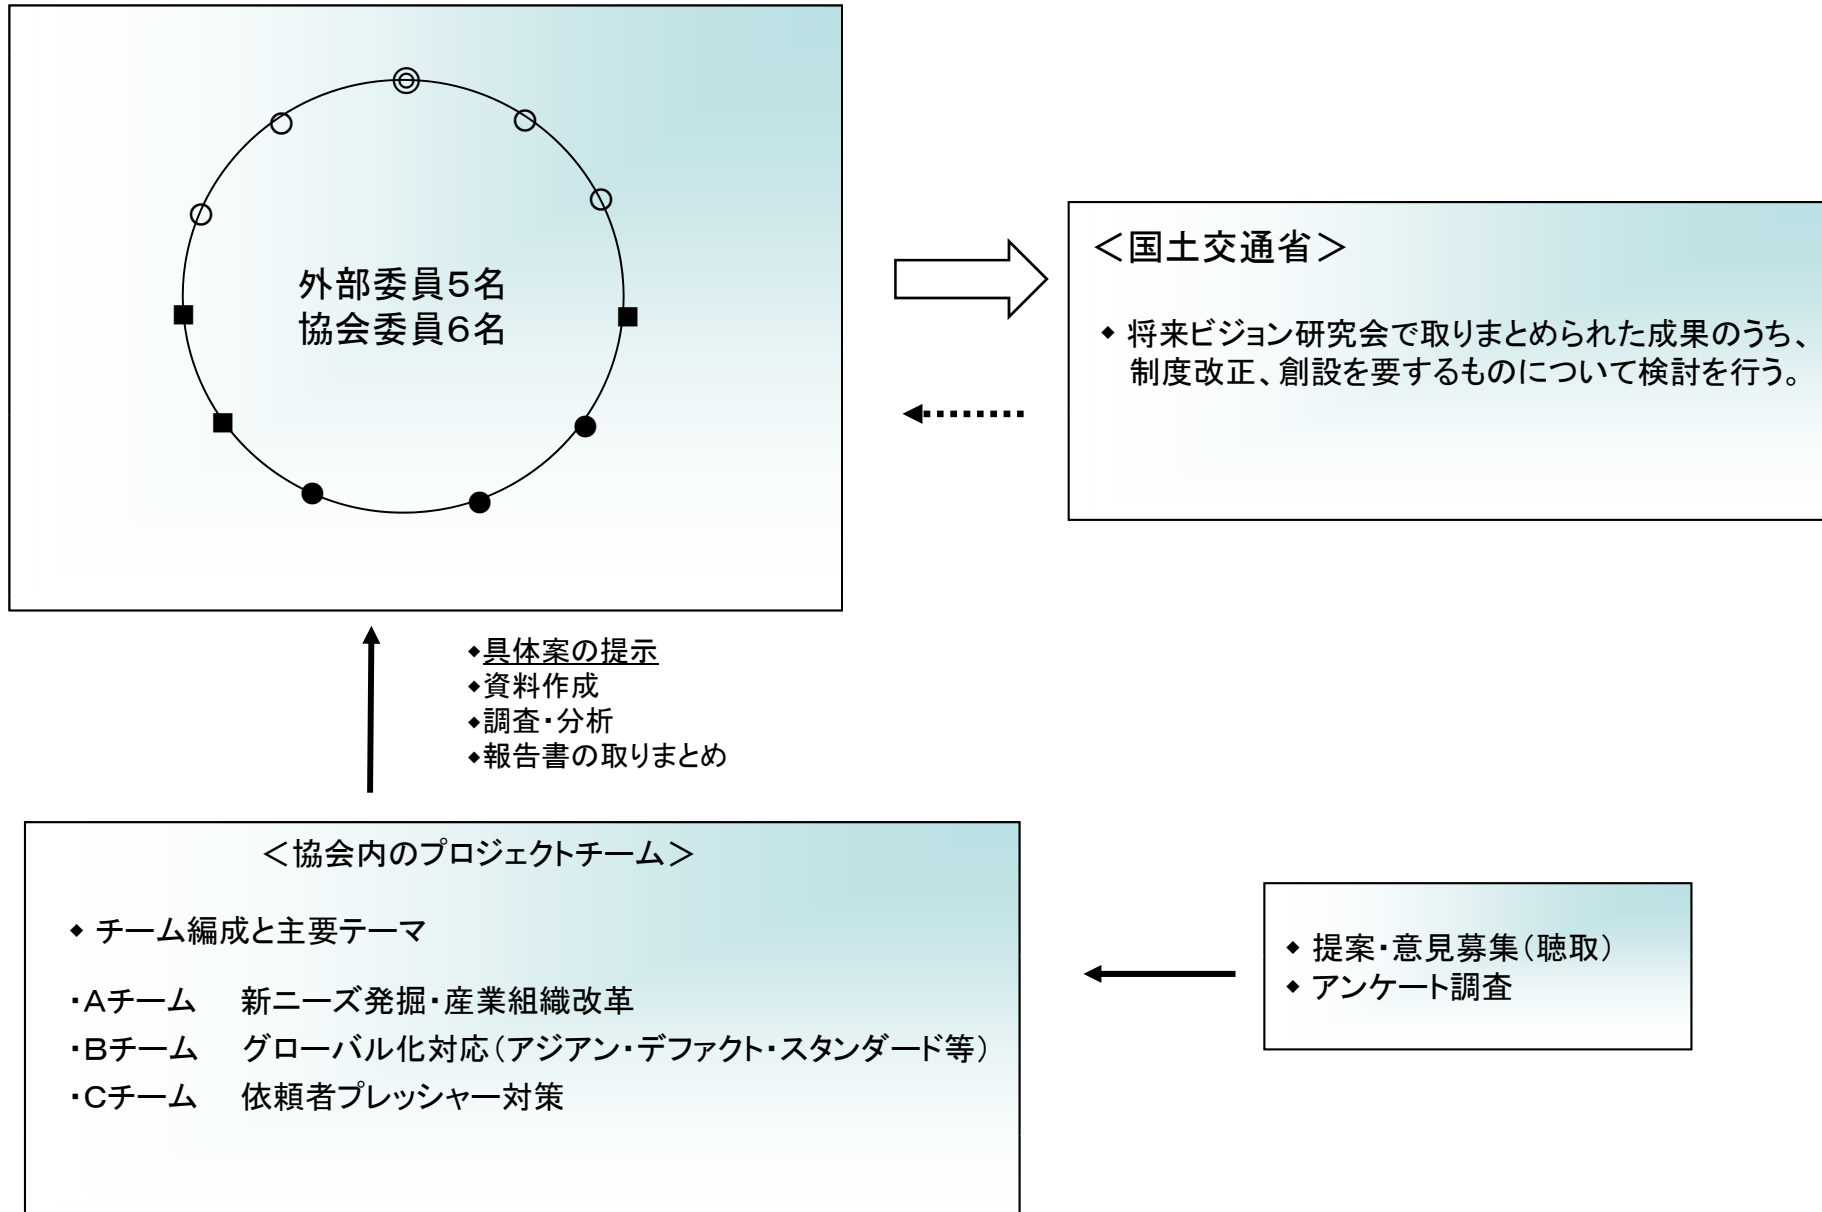 外部委員5名
協会委員6名
＜国土交通省＞
◆ 将来ビジョン研究会で取りまとめられた成果のうち、
制度改正、創設を要するものについて検討を行う。
◆具体案の提示
◆資料作成
◆調査・分析
◆報告書の取りまとめ
＜協会内のプロジェクトチーム＞
◆ チーム編成と主要テーマ
・Aチーム　新ニーズ発掘・産業組織改革
・Bチーム　グローバル化対応（アジアン・デファクト・スタンダード等）
・Cチーム　依頼者プレッシャー対策
◆ 提案・意見募集（聴取）
◆ アンケート調査